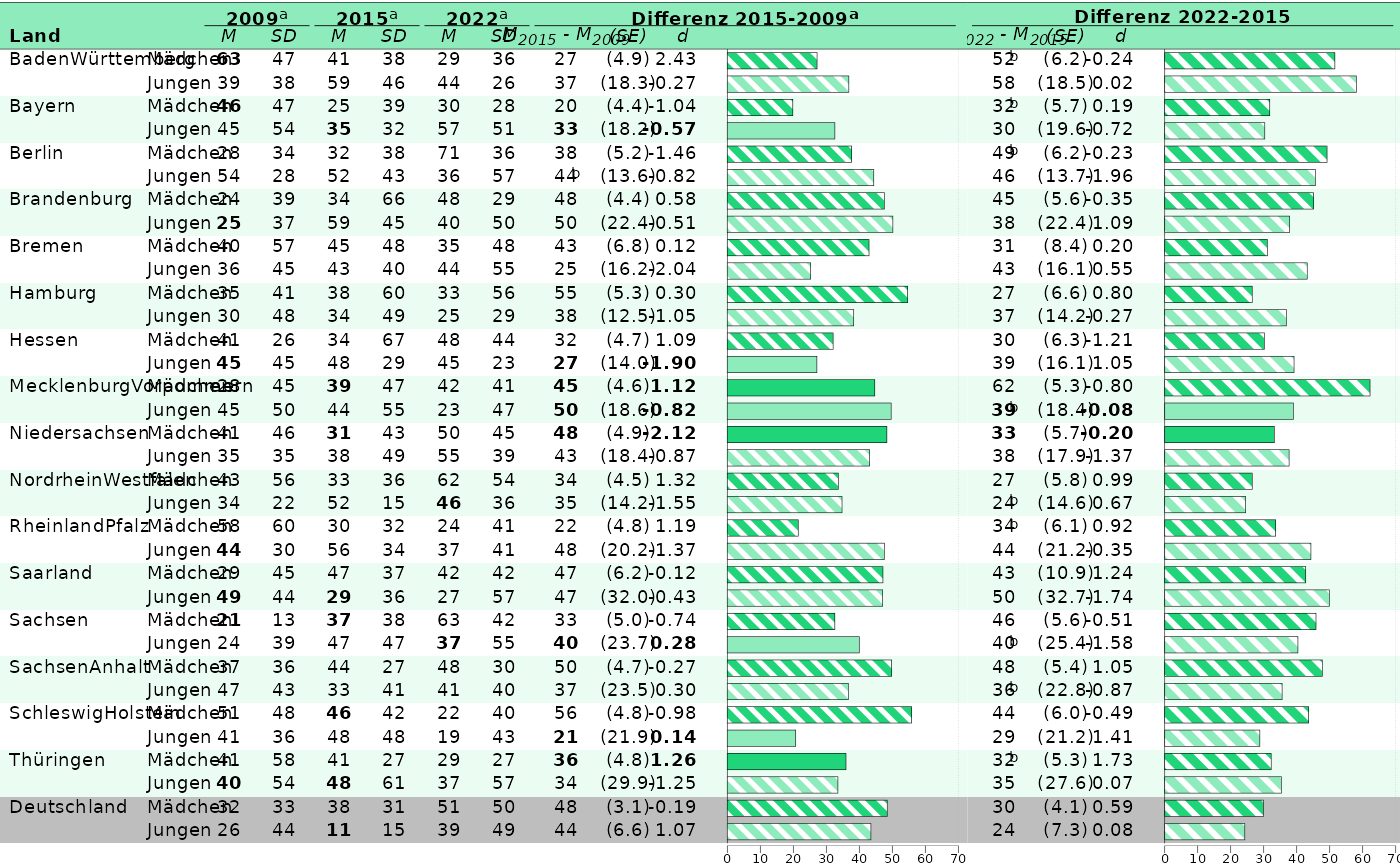 2009a 2015a 2022a Differenz 2015-2009a Differenz 2022-2015
Land M SD M SD M SD M2015 - M2009 (SE) d 2022 - M2015 (SE) d
BadenWürttemberg Mädchen 63 47 41 38 29 36 27 (4.9) 2.43 52b (6.2) -0.24
Jungen 39 38 59 46 44 26 37 (18.3) -0.27 58 (18.5) 0.02
Bayern Mädchen 46 47 25 39 30 28 20 (4.4) -1.04 32b (5.7) 0.19
Jungen 45 54 35 32 57 51 33 (18.2) -0.57 30 (19.6) -0.72
Berlin Mädchen 28 34 32 38 71 36 38 (5.2) -1.46 49b (6.2) -0.23
Jungen 54 28 52 43 36 57 44b (13.6) -0.82 46 (13.7) -1.96
Brandenburg Mädchen 24 39 34 66 48 29 48 (4.4) 0.58 45 (5.6) -0.35
Jungen 25 37 59 45 40 50 50 (22.4) -0.51 38 (22.4) 1.09
Bremen Mädchen 40 57 45 48 35 48 43 (6.8) 0.12 31 (8.4) 0.20
Jungen 36 45 43 40 44 55 25 (16.2) -2.04 43 (16.1) 0.55
Hamburg Mädchen 35 41 38 60 33 56 55 (5.3) 0.30 27 (6.6) 0.80
Jungen 30 48 34 49 25 29 38 (12.5) -1.05 37 (14.2) -0.27
Hessen Mädchen 41 26 34 67 48 44 32 (4.7) 1.09 30 (6.3) -1.21
Jungen 45 45 48 29 45 23 27 (14.0) -1.90 39 (16.1) 1.05
MecklenburgVorpommern Mädchen 28 45 39 47 42 41 45 (4.6) 1.12 62 (5.3) -0.80
Jungen 45 50 44 55 23 47 50 (18.6) -0.82 39b (18.4) -0.08
Niedersachsen Mädchen 41 46 31 43 50 45 48 (4.9) -2.12 33 (5.7) -0.20
Jungen 35 35 38 49 55 39 43 (18.4) -0.87 38 (17.9) -1.37
NordrheinWestfalen Mädchen 43 56 33 36 62 54 34 (4.5) 1.32 27 (5.8) 0.99
Jungen 34 22 52 15 46 36 35 (14.2) -1.55 24b (14.6) 0.67
RheinlandPfalz Mädchen 58 60 30 32 24 41 22 (4.8) 1.19 34b (6.1) 0.92
Jungen 44 30 56 34 37 41 48 (20.2) -1.37 44 (21.2) -0.35
Saarland Mädchen 29 45 47 37 42 42 47 (6.2) -0.12 43 (10.9) 1.24
Jungen 49 44 29 36 27 57 47 (32.0) -0.43 50 (32.7) -1.74
Sachsen Mädchen 21 13 37 38 63 42 33 (5.0) -0.74 46 (5.6) -0.51
Jungen 24 39 47 47 37 55 40 (23.7) 0.28 40b (25.4) -1.58
SachsenAnhalt Mädchen 37 36 44 27 48 30 50 (4.7) -0.27 48 (5.4) 1.05
Jungen 47 43 33 41 41 40 37 (23.5) 0.30 36b (22.8) -0.87
SchleswigHolstein Mädchen 51 48 46 42 22 40 56 (4.8) -0.98 44 (6.0) -0.49
Jungen 41 36 48 48 19 43 21 (21.9) 0.14 29 (21.2) 1.41
Thüringen Mädchen 41 58 41 27 29 27 36 (4.8) 1.26 32b (5.3) 1.73
Jungen 40 54 48 61 37 57 34 (29.9) -1.25 35 (27.6) 0.07
Deutschland Mädchen 32 33 38 31 51 50 48 (3.1) -0.19 30 (4.1) 0.59
Jungen 26 44 11 15 39 49 44 (6.6) 1.07 24 (7.3) 0.08
0 10 20 30 40 50 60 70 0 10 20 30 40 50 60